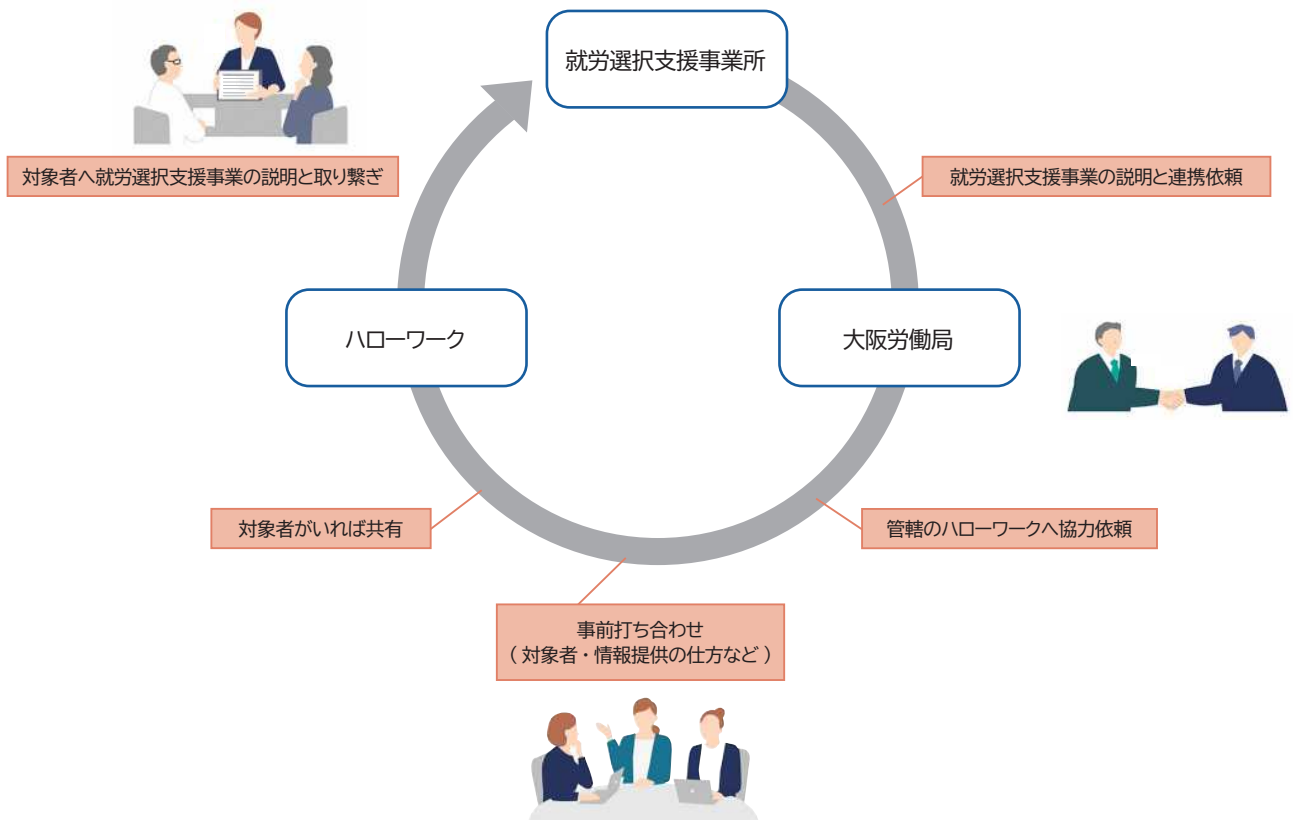 就労選択支援事業所
対象者へ就労選択支援事業の説明と取り繋ぎ
就労選択支援事業の説明と連携依頼
ハローワーク
大阪労働局
対象者がいれば共有
管轄のハローワークへ協力依頼
事前打ち合わせ
( 対象者・情報提供の仕方など )